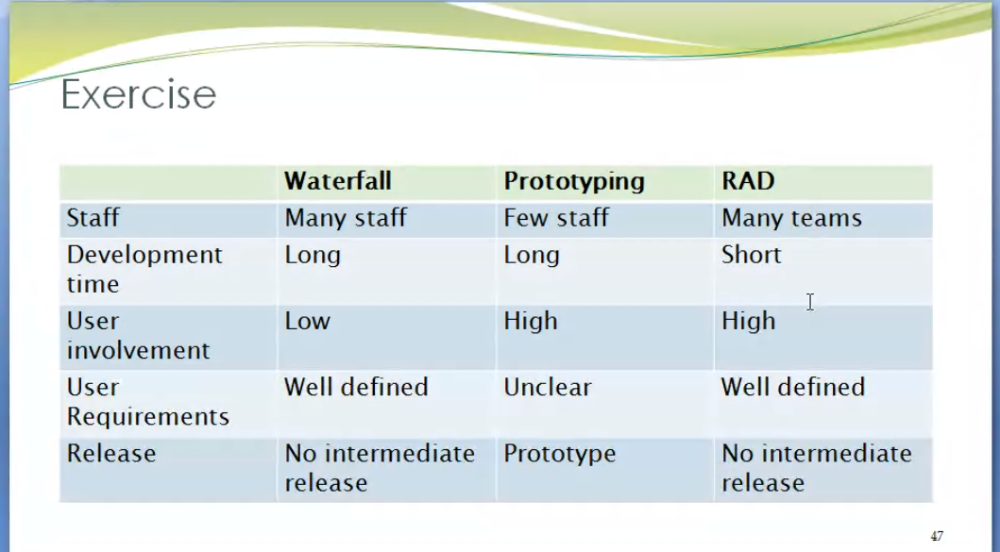 Exercise
Waterfall Prototyping RAD
Staff Many staff Few staff Many teams
Development Long Long Short
time
User Low High High
involvement
User Well defined Unclear Well defined
Requirements
Release No intermediate Prototype No intermediate
release release
47